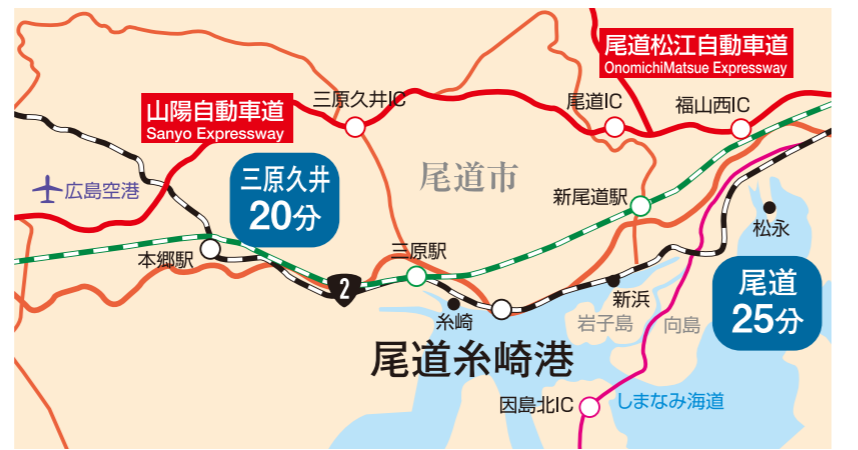 尾道松江自動車道
OnomichiMatsue Expressway
山陽自動車道
Sanyo Expressway
三原久井IC
尾道IC
福山西IC
三原久井
20分
尾道市
広島空港
新尾道駅
松永
本郷駅
三原駅
2
尾道
25分
糸崎
新浜
岩子島
向島
尾道糸崎港
因島北IC
しまなみ海道